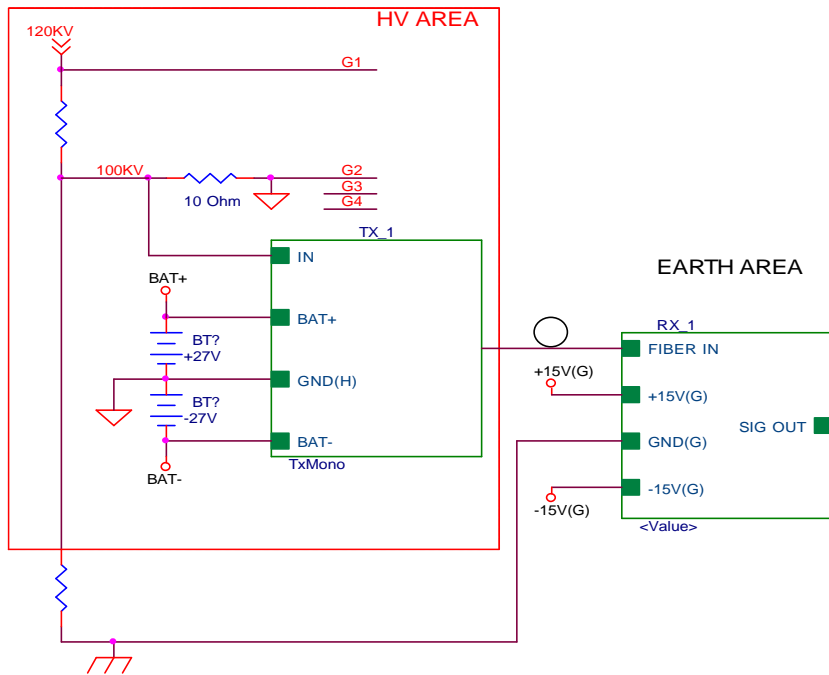 HV AREA
120KV
G1
100KV
G2
10 Ohm
G3
G4
TX_1
IN
EARTH AREA
BAT+
BAT+
RX_1
BT?
+27V
FIBER IN
+15V(G)
GND(H)
+15V(G)
BT?
-27V
SIG OUT
BAT-
GND(G)
TxMono
BAT-
-15V(G)
-15V(G)
<Value>